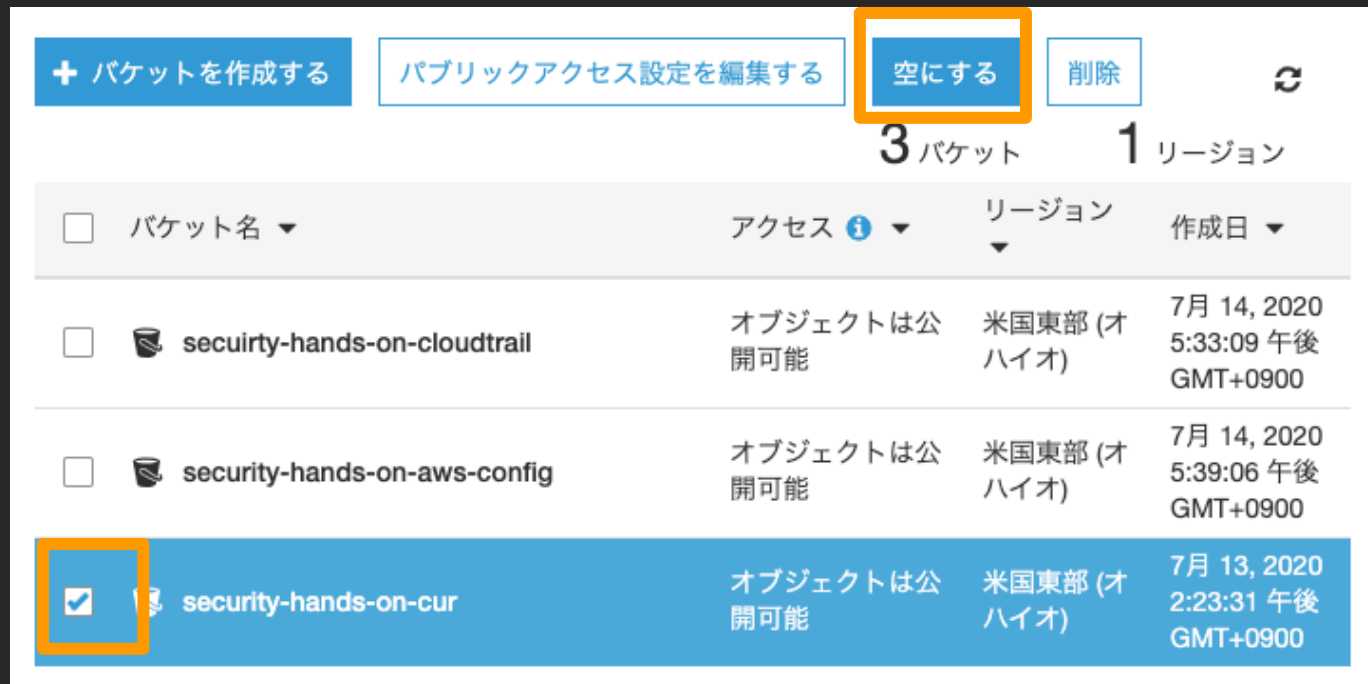 バケットを作成する
パブリックアクセス設定を編集する
空にする
削除
3 バケット
1 リージョン
バケット名
アクセス
リージョン
作成日
secuirty-hands-on-cloudtrail
オブジェクトは公
開可能
米国東部 (オ
ハイオ)
7月 14, 2020
5:33:09 午後
GMT+0900
security-hands-on-aws-config
オブジェクトは公
開可能
米国東部 (オ
ハイオ)
7月 14, 2020
5:39:06 午後
GMT+0900
security-hands-on-cur
オブジェクトは公
開可能
米国東部 (オ
ハイオ)
7月 13, 2020
2:23:31 午後
GMT+0900